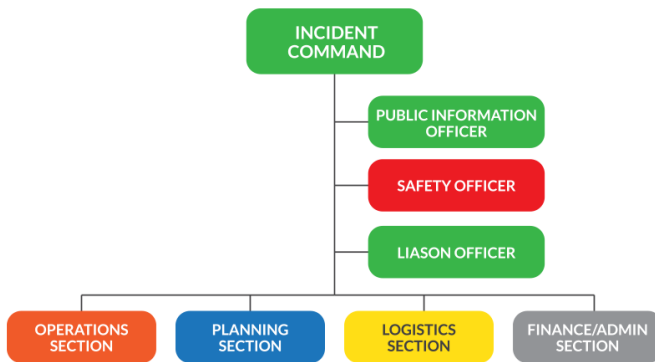 INCIDENT
COMMAND
PUBLIC INFORMATION
OFFICER
SAFETY OFFICER
LIASON OFFICER
OPERATIONS
SECTION
PLANNING
SECTION
LOGISTICS
SECTION
FINANCE/ADMIN
SECTION